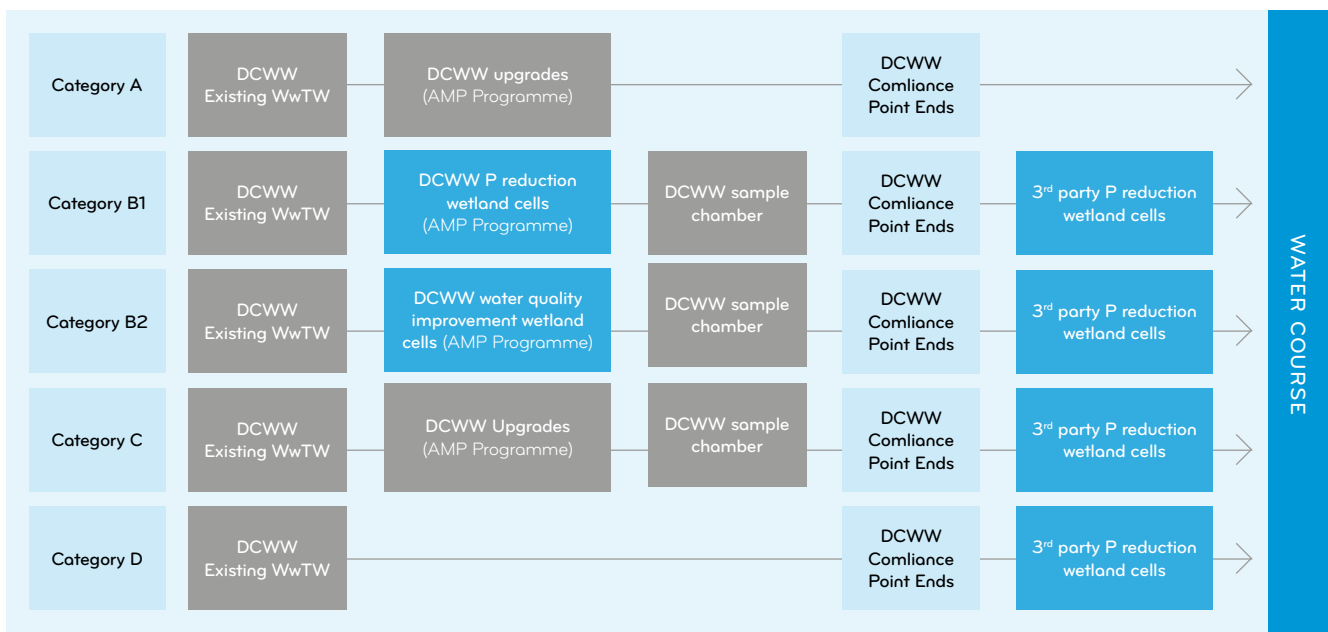 Category A
DCWW
Existing WwTW
DCWW upgrades
(AMP Programme)
DCWW
Comliance
Point Ends
Category B1
DCWW
Existing WwTW
DCWW P reduction
wetland cells
(AMP Programme)
DCWW sample
chamber
DCWW
Comliance
Point Ends
3rd party P reduction
wetland cells
Category B2
DCWW
Existing WwTW
DCWW water quality
improvement wetland
cells (AMP Programme)
DCWW sample
chamber
DCWW
Comliance
Point Ends
3rd party P reduction
wetland cells
Category C
DCWW
Existing WwTW
DCWW Upgrades
(AMP Programme)
DCWW sample
chamber
DCWW
Comliance
Point Ends
3rd party P reduction
wetland cells
Category D
DCWW
Existing WwTW
DCWW
Comliance
Point Ends
3rd party P reduction
wetland cells
WATER COURSE